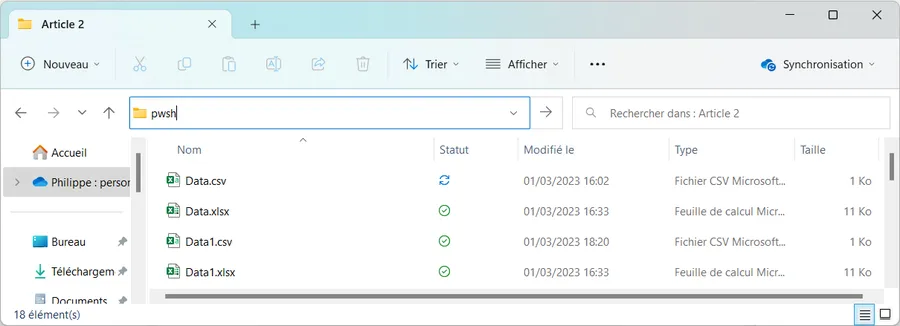 Article 2
Nouveau Trier Afficher Synchronisation
pwsh Rechercher dans : Article 2
Accueil
Philippe : persor
Bureau
Téléchargem
Documents
Nom Statut Modifié le Type Taille
Data.csv 01/03/2023 16:02 Fichier CSV Microsoft... 1 Ko
Data.xlsx 01/03/2023 16:33 Feuille de calcul Micr... 11 Ko
Data1.csv 01/03/2023 18:20 Fichier CSV Microsoft... 1 Ko
Data1.xlsx 01/03/2023 16:33 Feuille de calcul Micr... 11 Ko
18 élément(s)